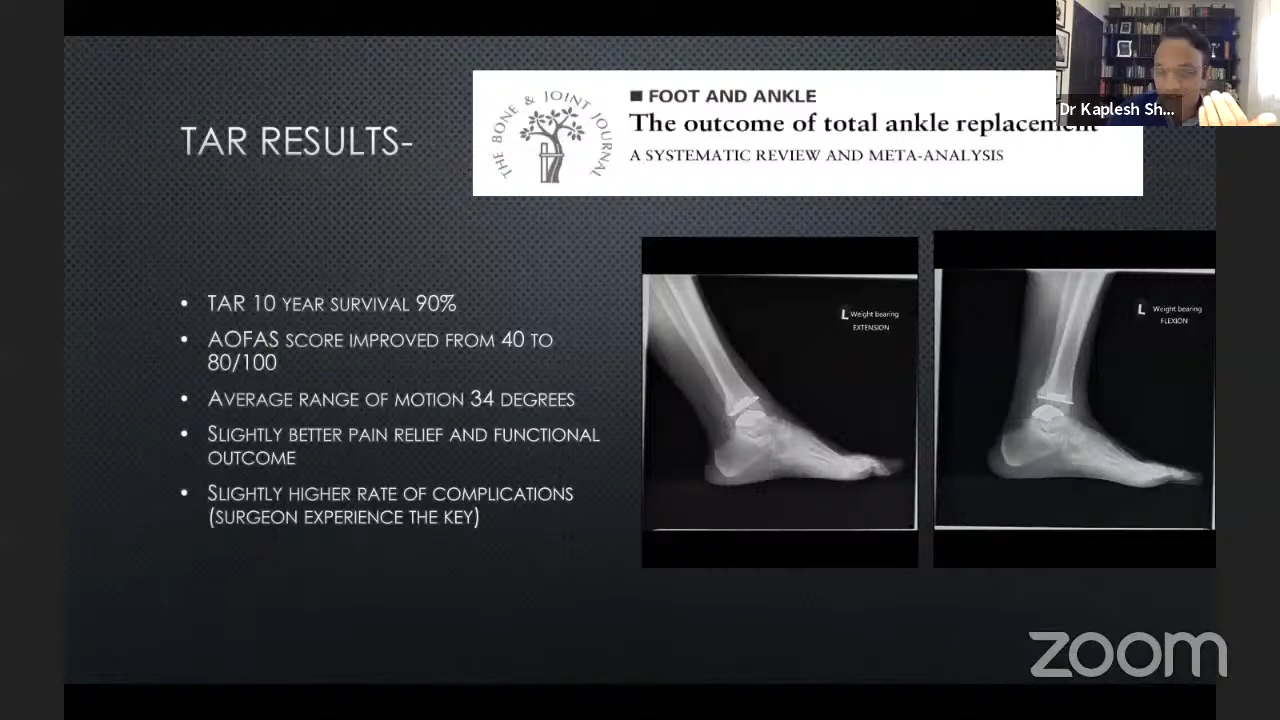 TAR RESULTS-
THE BONE & JOINT JOURNAL
■ FOOT AND ANKLE
The outcome of total ankle replacement
A SYSTEMATIC REVIEW AND META-ANALYSIS
Dr Kaplesh Sh...
• TAR 10 YEAR SURVIVAL 90%
• AOFAS SCORE IMPROVED FROM 40 TO
80/100
• AVERAGE RANGE OF MOTION 34 DEGREES
• SLIGHTLY BETTER PAIN RELIEF AND FUNCTIONAL
OUTCOME
• SLIGHTLY HIGHER RATE OF COMPLICATIONS
(SURGEON EXPERIENCE THE KEY)
L Weight bearing
EXTENSION
L Weight bearing
FLEXION
zoom